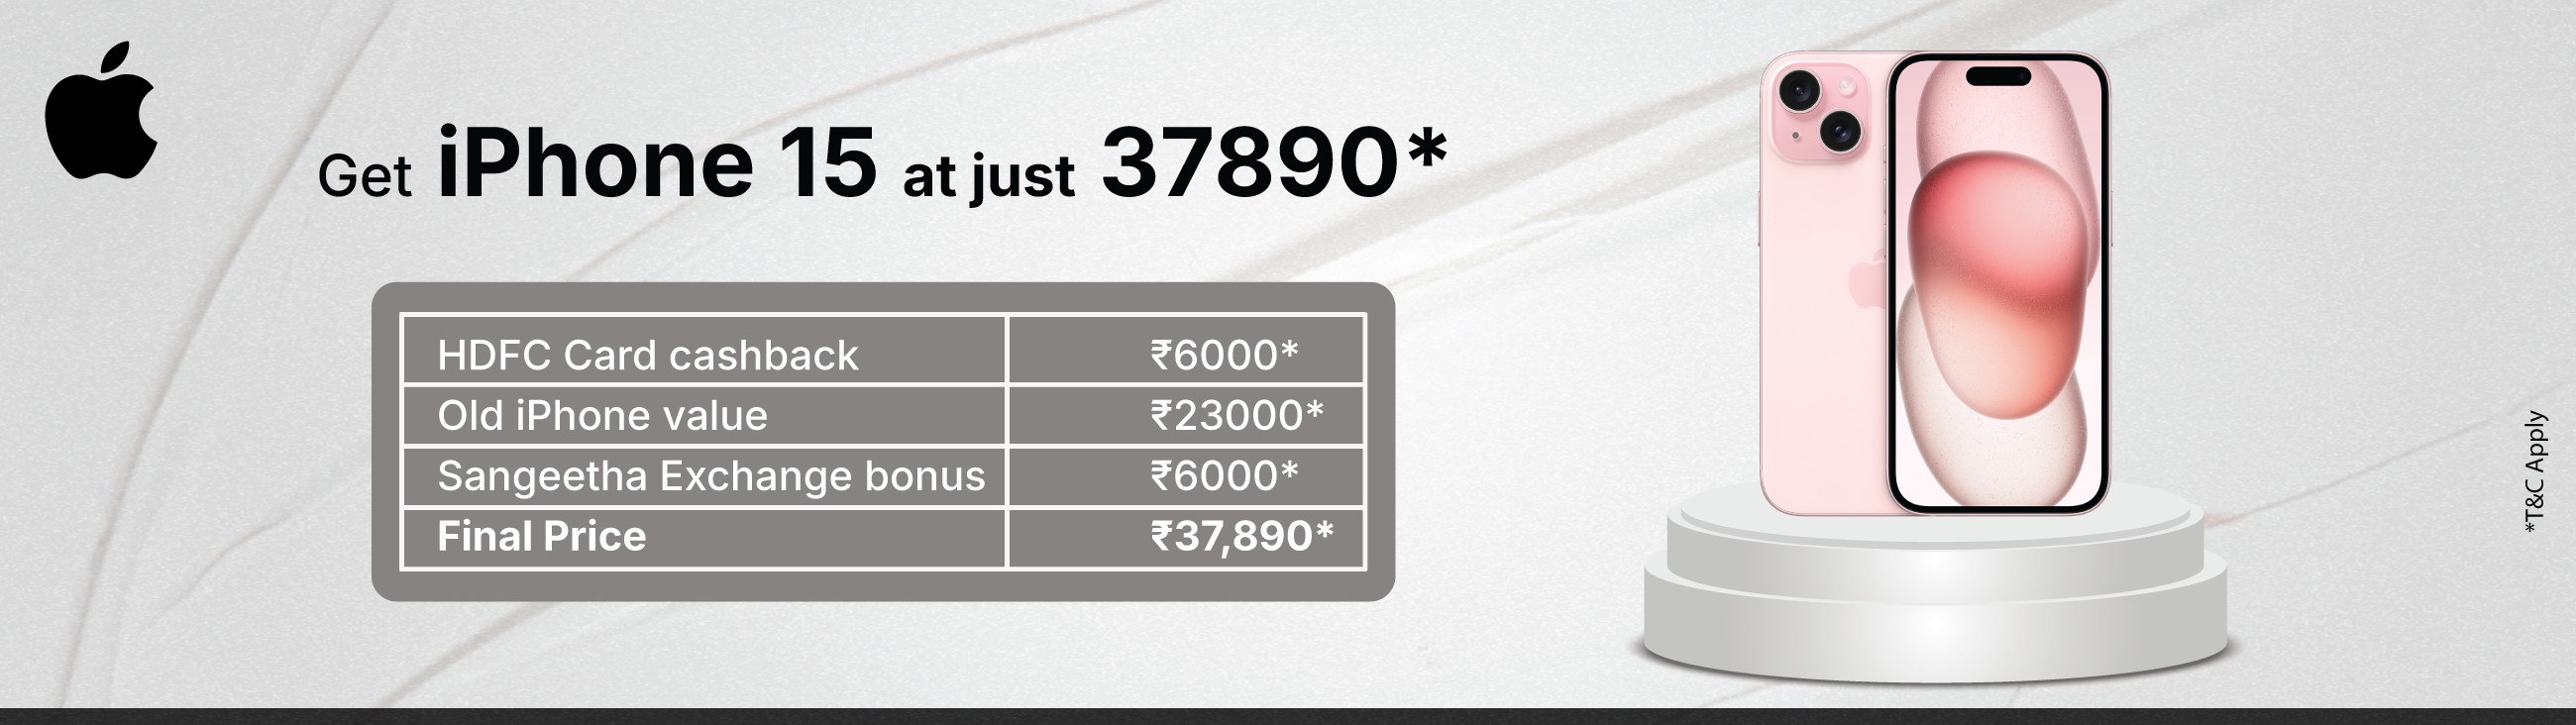 Get iPhone 15 at just 37890*
HDFC Card cashback ₹6000*
Old iPhone value ₹23000*
Sangeetha Exchange bonus ₹6000*
Final Price ₹37,890*
*T&C Apply